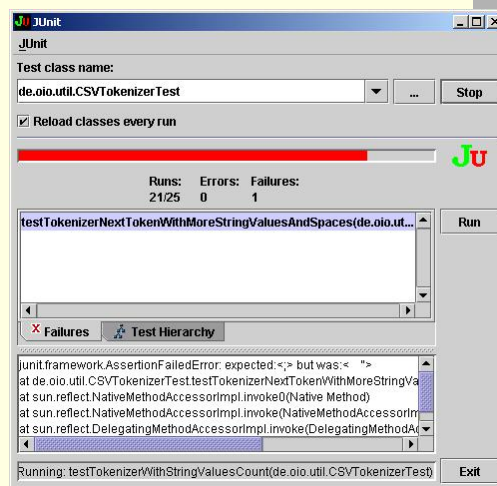 JU JUnit
JUnit
Test class name:
de.oio.util.CSVTokenizerTest
...
Stop
Reload classes every run
JU
Runs: Errors: Failures:
21/25 0 1
testTokenizerNextTokenWithMoreStringValuesAndSpaces(de.oio.ut...
Run
X Failures
Test Hierarchy
junit.framework.AssertionFailedError: expected:<;> but was:< ">
at de.oio.util.CSVTokenizerTest.testTokenizerNextTokenWithMoreStringVa
at sun.reflect.NativeMethodAccessorImpl.invoke0(Native Method)
at sun.reflect.NativeMethodAccessorImpl.invoke(NativeMethodAccessorIm
at sun.reflect.DelegatingMethodAccessorImpl.invoke(DelegatingMethodAc
Running: testTokenizerWithStringValuesCount(de.oio.util.CSVTokenizerTest)
Exit